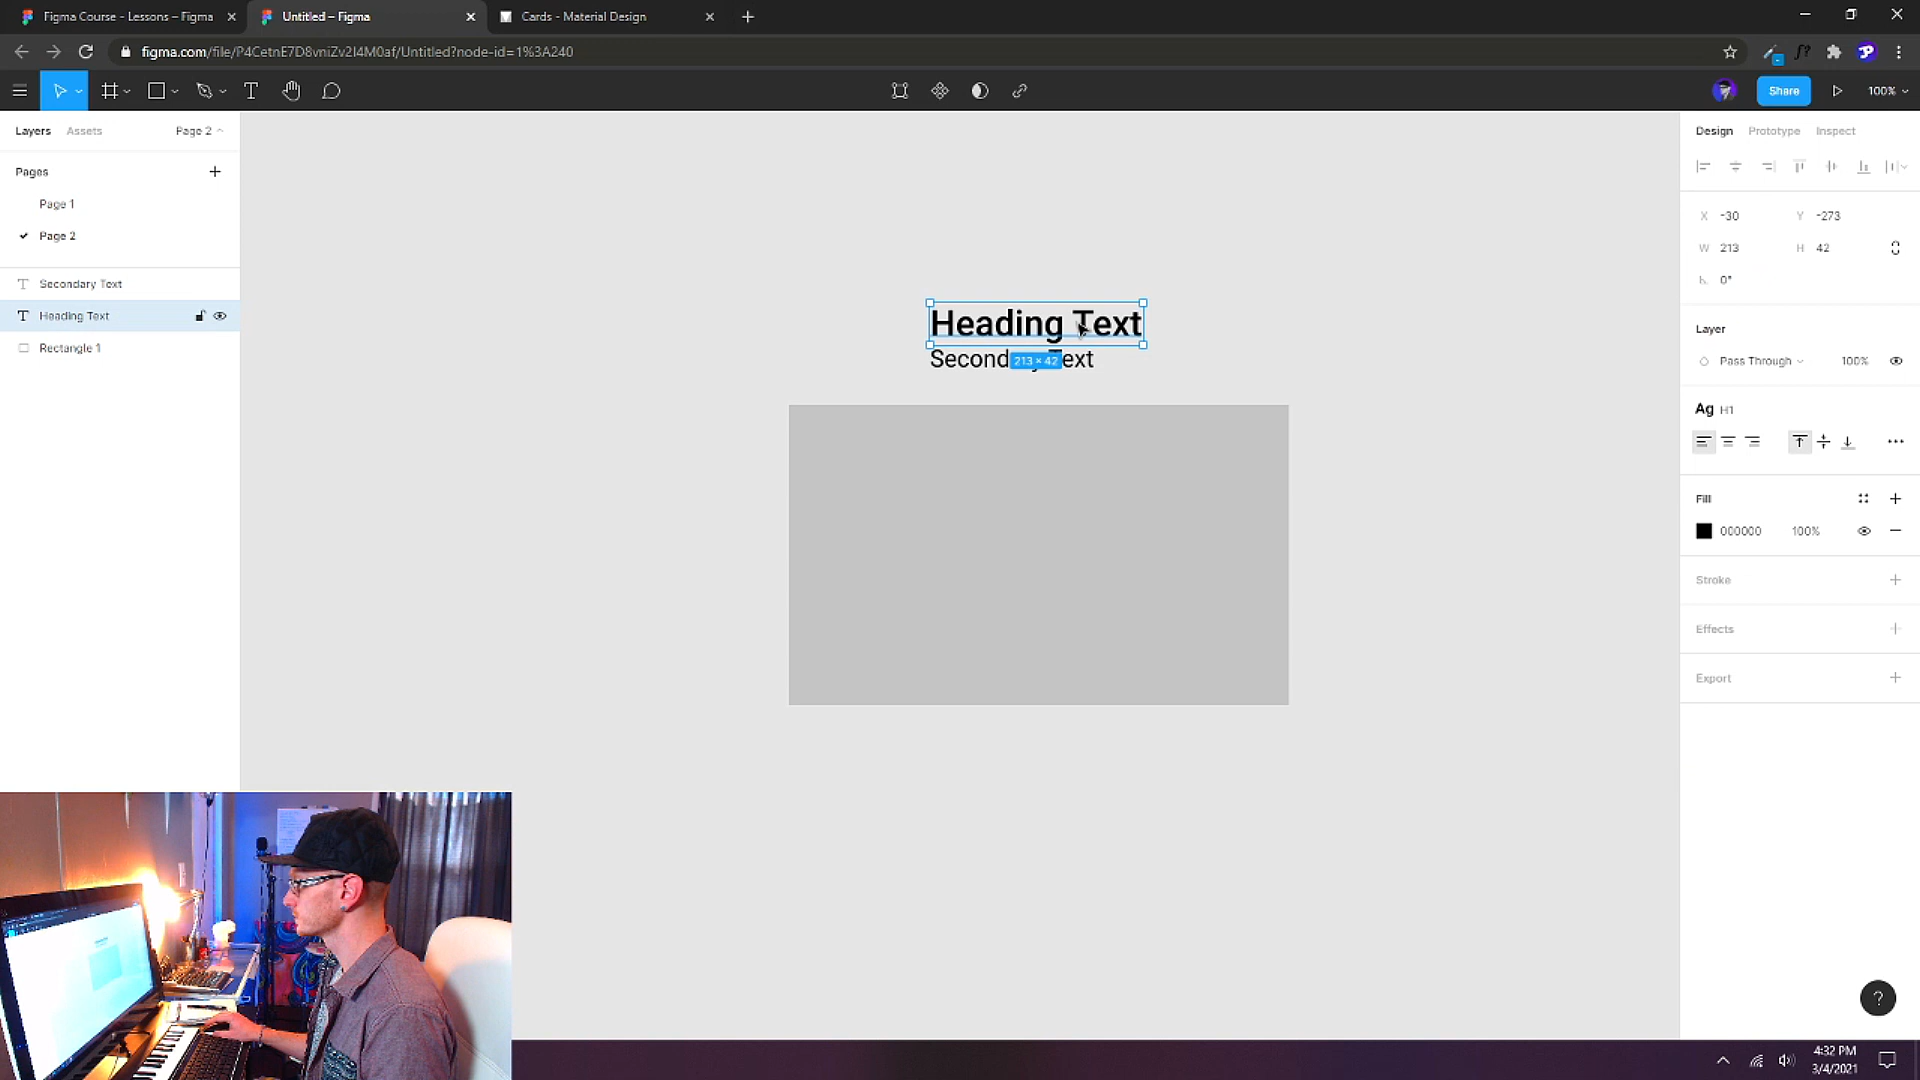 Figma Course - Lessons – Figma
Untitled – Figma
Cards - Material Design
figma.com/file/P4CetnE7D8vniZv2I4M0af/Untitled?node-id=1%3A240
Share
100%
Layers
Assets
Page 2
Pages
Page 1
Page 2
Secondary Text
Heading Text
Rectangle 1
Heading Text
Second
Text
213 × 42
Design
Prototype
Inspect
X -30
Y -273
W 213
H 42
0°
Layer
Pass Through
100%
Ag H1
Fill
000000
100%
Stroke
Effects
Export
?
4:32 PM
3/4/2021